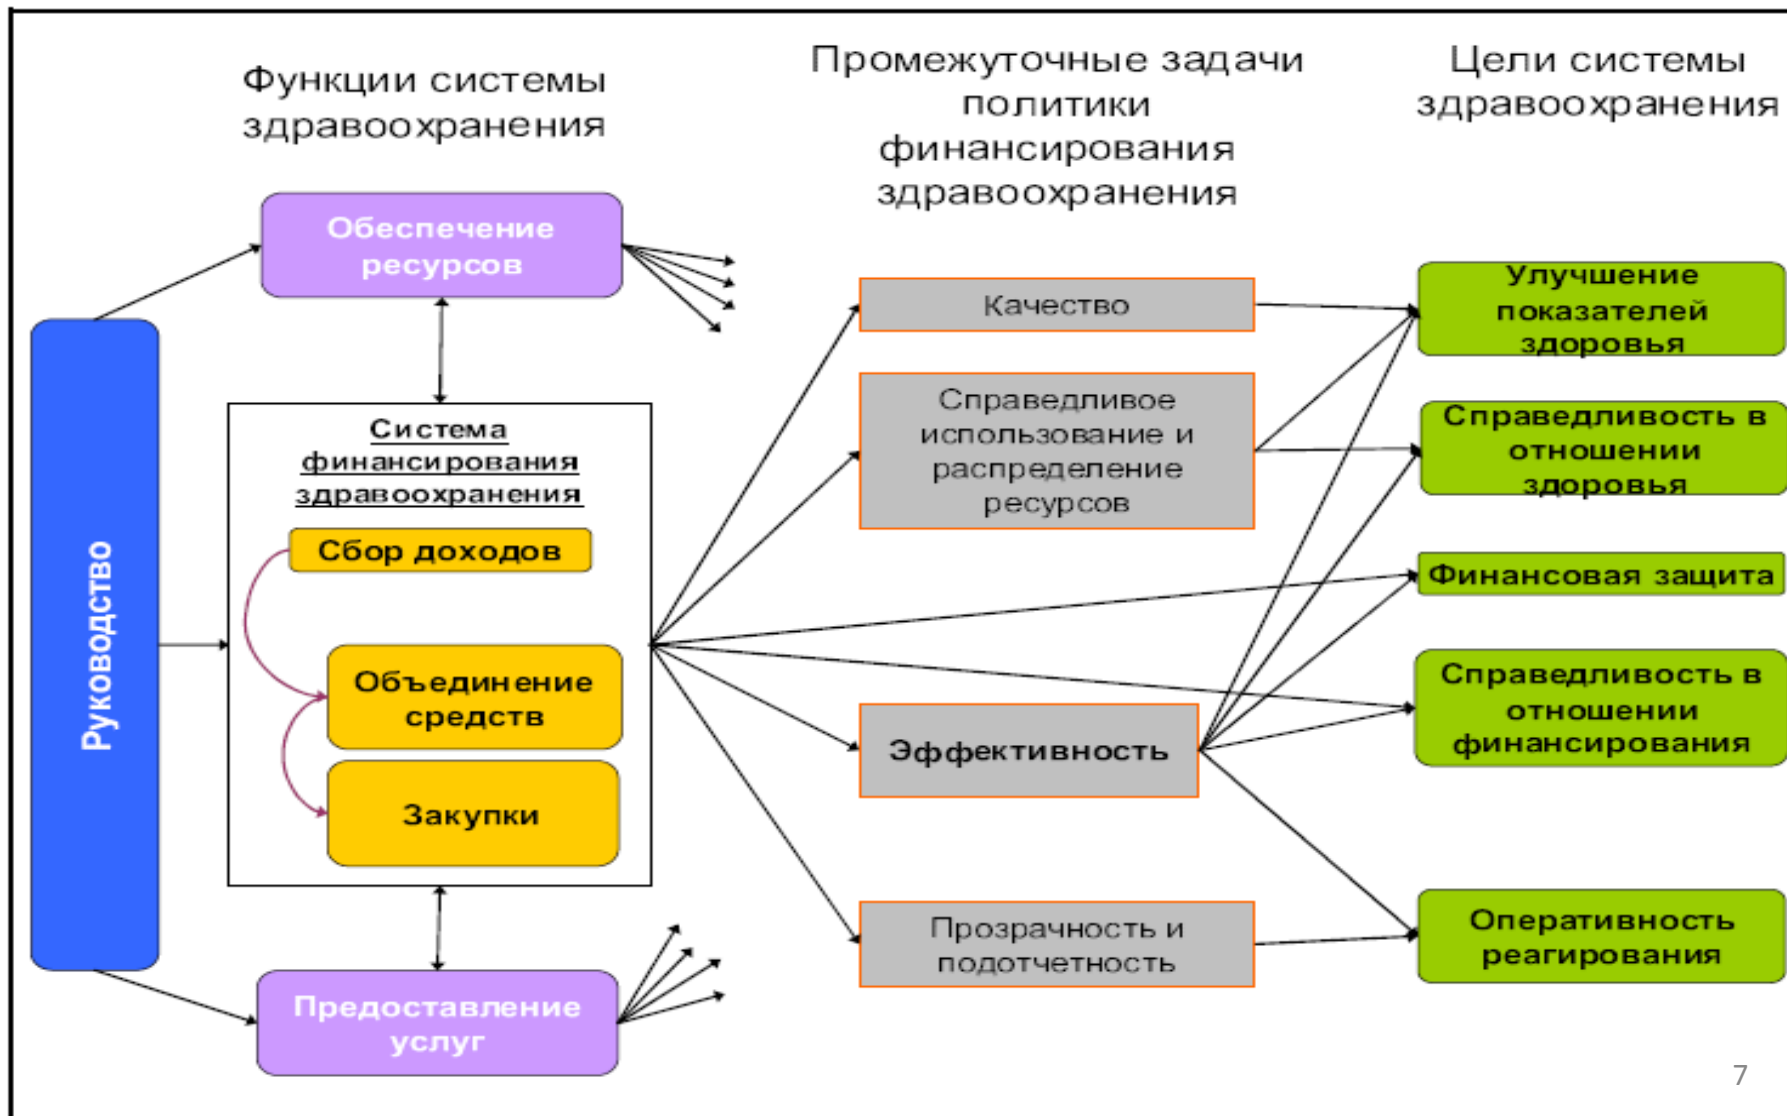 Функции системы
здравоохранения
Промежуточные задачи
политики
финансирования
здравоохранения
Цели системы
здравоохранения
Руководство
Обеспечение
ресурсов
Система
финансирования
здравоохранения
Сбор доходов
Объединение
средств
Закупки
Предоставление
услуг
Качество
Справедливое
использование и
распределение
ресурсов
Эффективность
Прозрачность и
подотчетность
Улучшение
показателей
здоровья
Справедливость в
отношении
здоровья
Финансовая защита
Справедливость в
отношении
финансирования
Оперативность
реагирования
7